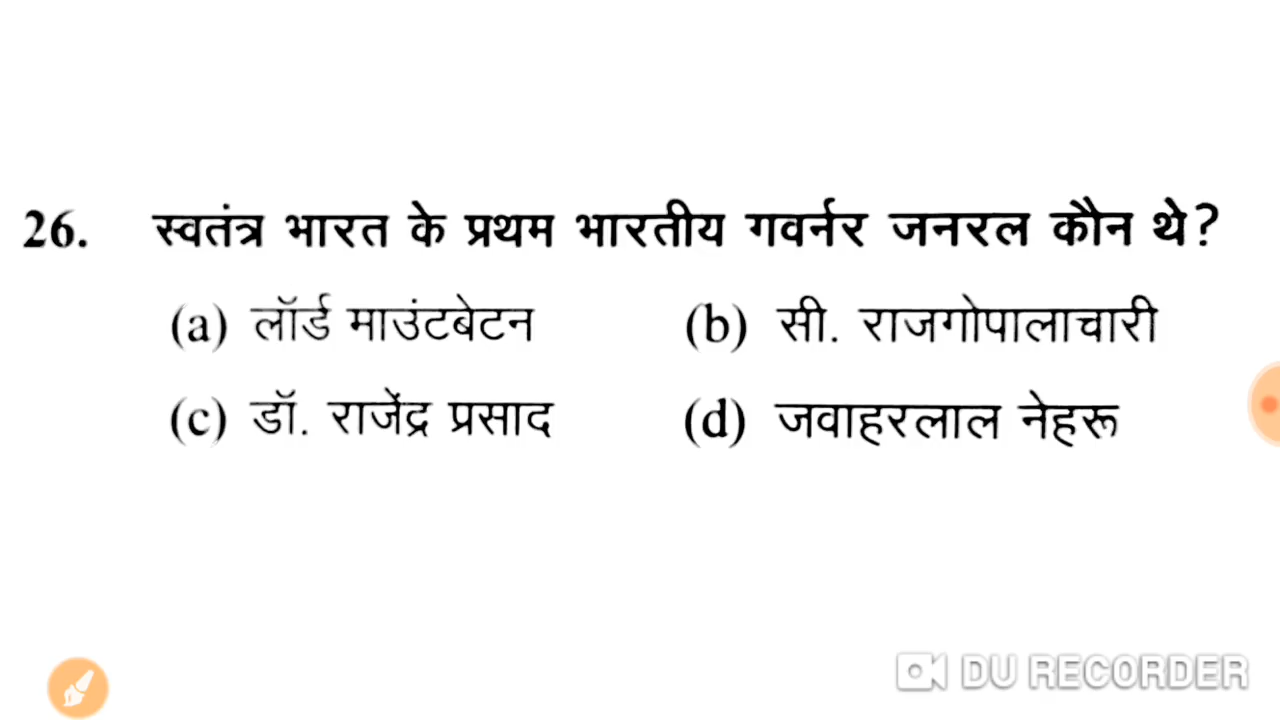 26. स्वतंत्र भारत के प्रथम भारतीय गवर्नर जनरल कौन थे?
(a) लॉर्ड माउंटबेटन (b) सी. राजगोपालाचारी
(c) डॉ. राजेंद्र प्रसाद (d) जवाहरलाल नेहरू
DU RECORDER